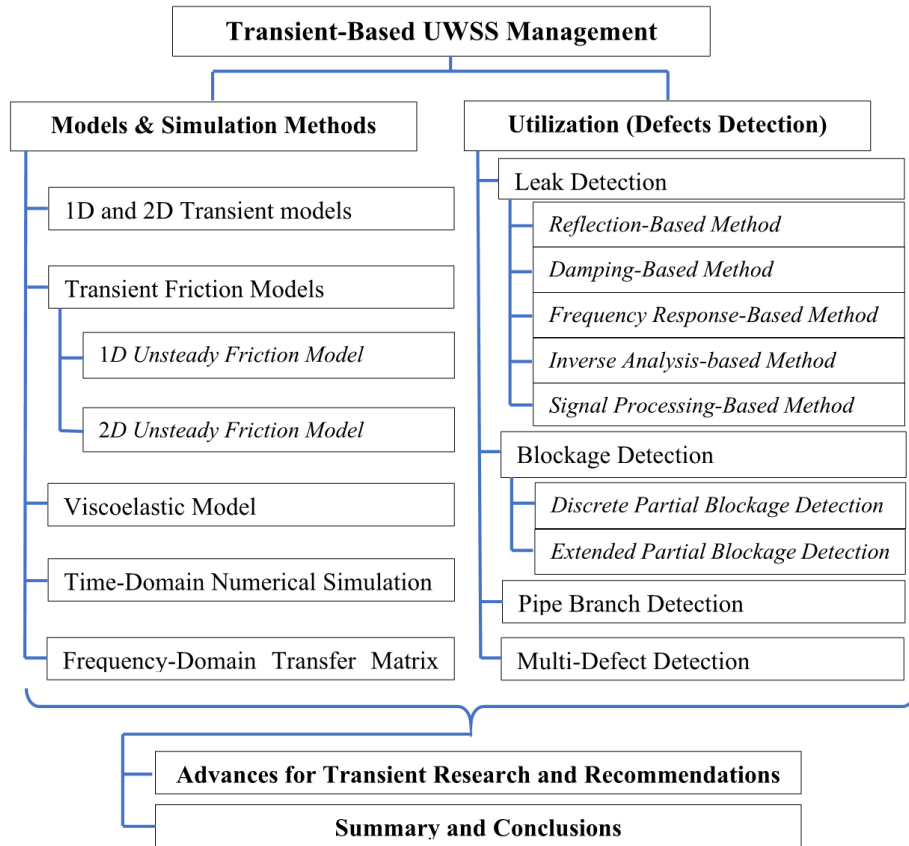 Transient-Based UWSS Management
Models & Simulation Methods
1D and 2D Transient models
Transient Friction Models
1D Unsteady Friction Model
2D Unsteady Friction Model
Viscoelastic Model
Time-Domain Numerical Simulation
Frequency-Domain Transfer Matrix
Utilization (Defects Detection)
Leak Detection
Reflection-Based Method
Damping-Based Method
Frequency Response-Based Method
Inverse Analysis-based Method
Signal Processing-Based Method
Blockage Detection
Discrete Partial Blockage Detection
Extended Partial Blockage Detection
Pipe Branch Detection
Multi-Defect Detection
Advances for Transient Research and Recommendations
Summary and Conclusions